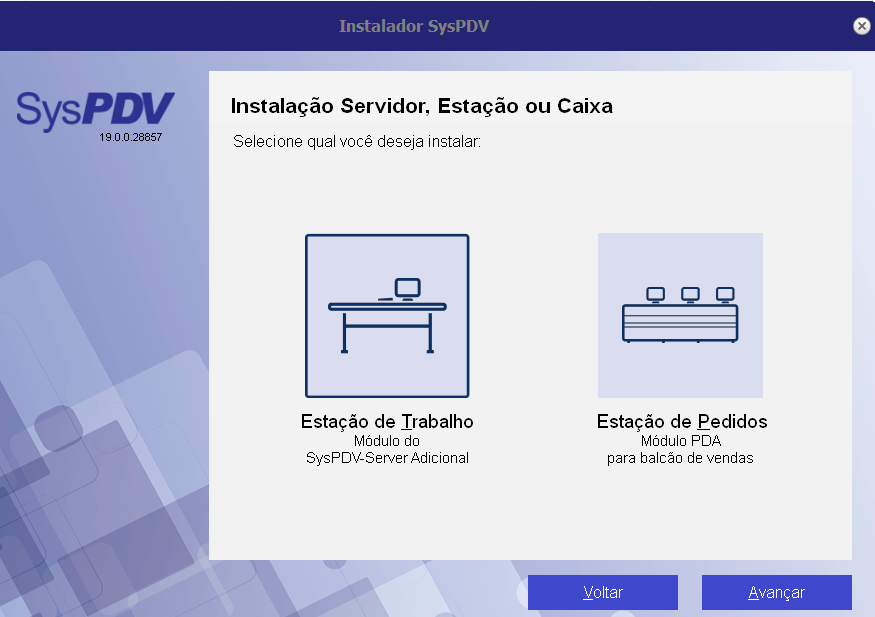 Instalador SysPDV
SysPDV
19.0.0.28857
Instalação Servidor, Estação ou Caixa
Selecione qual você deseja instalar:
Estação de Trabalho
Módulo do
SysPDV-Server Adicional
Estação de Pedidos
Módulo PDA
para balcão de vendas
Voltar
Avançar